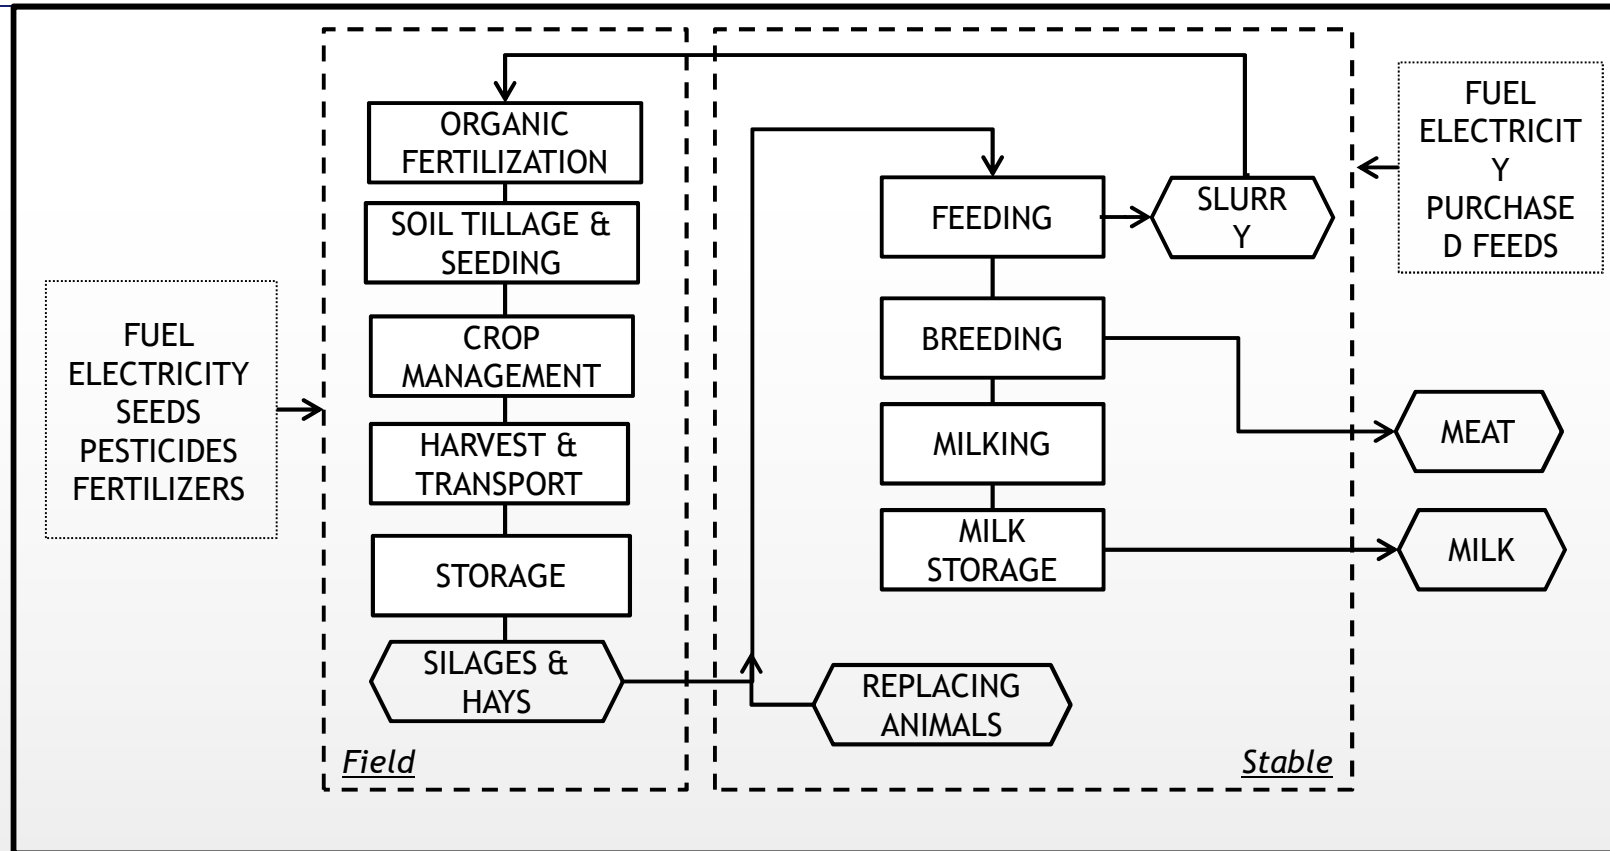 FUEL
ELECTRICITY
SEEDS
PESTICIDES
FERTILIZERS
ORGANIC
FERTILIZATION
SOIL TILLAGE &
SEEDING
CROP
MANAGEMENT
HARVEST &
TRANSPORT
STORAGE
SILAGES &
HAYS
Field
FEEDING
SLURR
Y
BREEDING
MILKING
MILK
STORAGE
REPLACING
ANIMALS
Stable
FUEL
ELECTRICIT
Y
PURCHASE
D FEEDS
MEAT
MILK